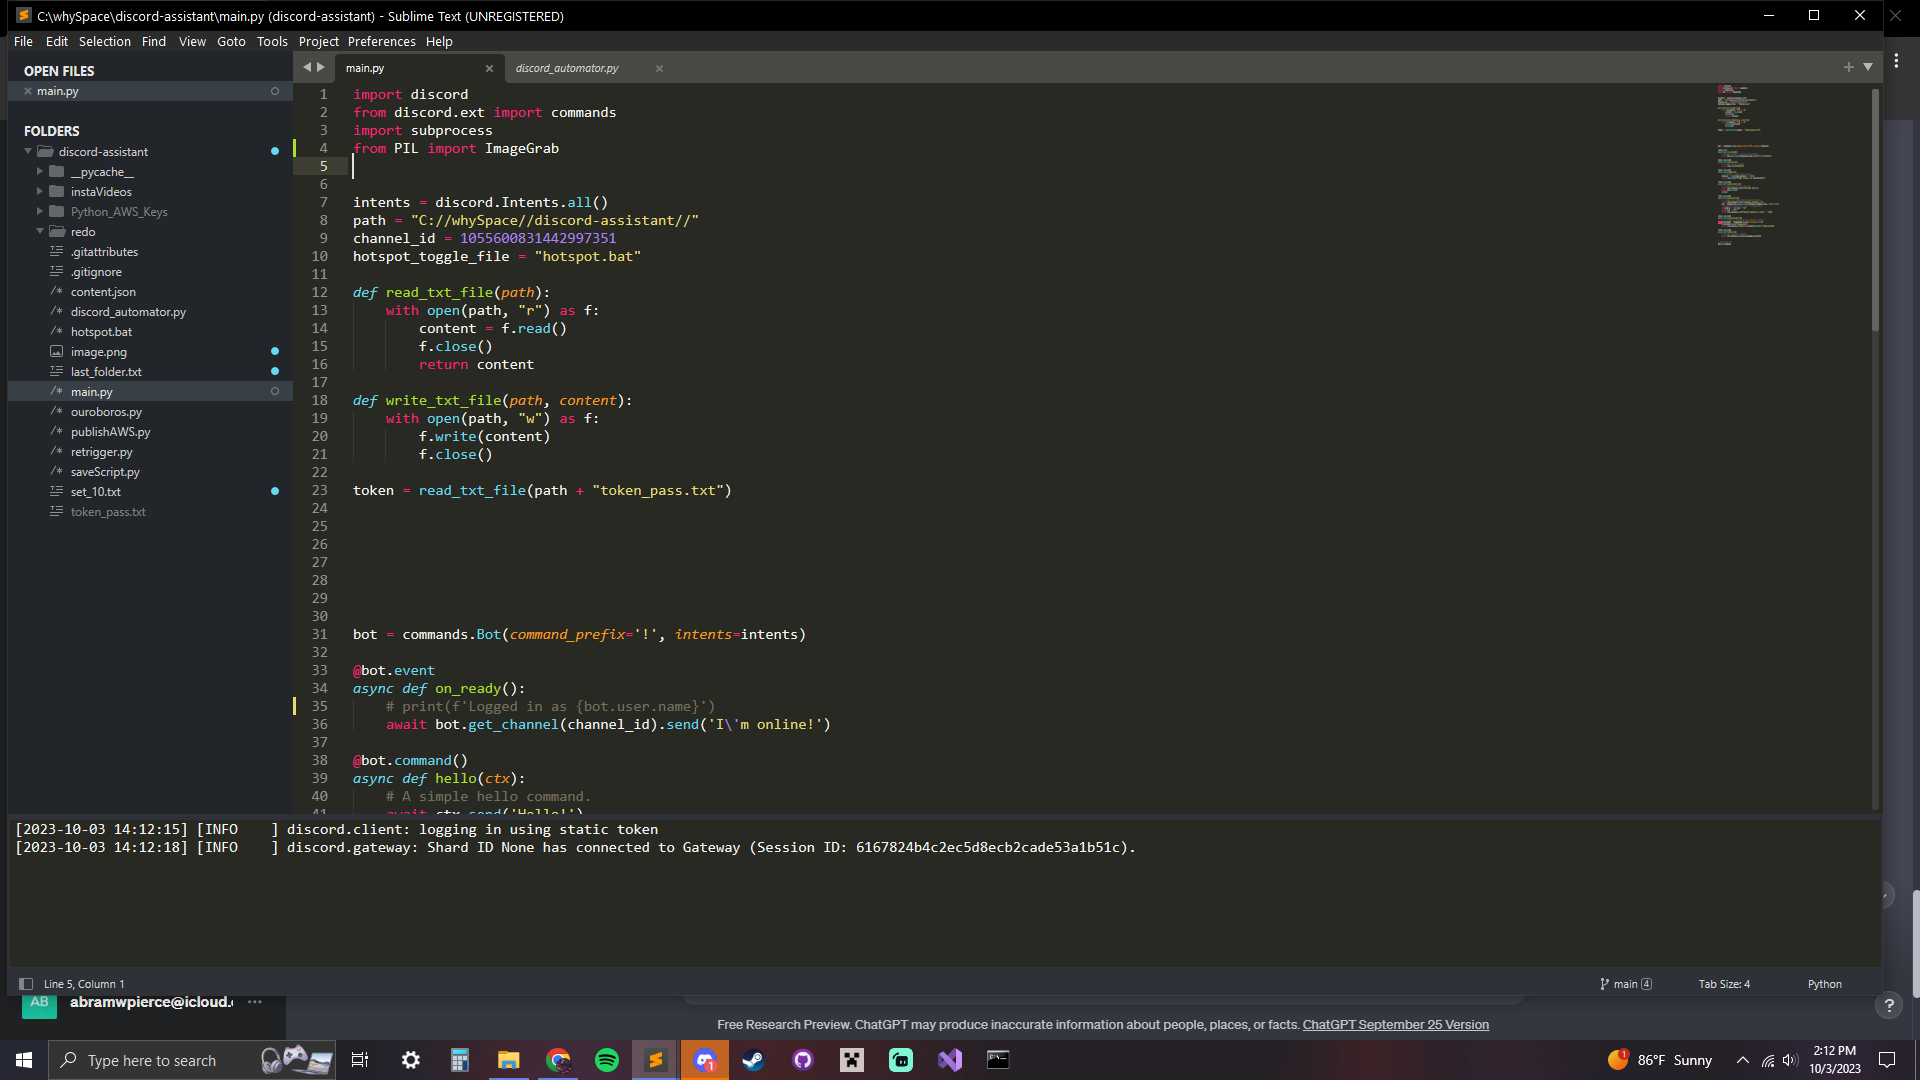 C:\whySpace\discord-assistant\main.py (discord-assistant) - Sublime Text (UNREGISTERED)
File Edit Selection Find View Goto Tools Project Preferences Help
OPEN FILES
main.py
FOLDERS
discord-assistant
__pycache__
instaVideos
Python_AWS_Keys
redo
.gitattributes
.gitignore
content.json
discord_automator.py
hotspot.bat
image.png
last_folder.txt
main.py
ouroboros.py
publishAWS.py
retrigger.py
saveScript.py
set_10.txt
token_pass.txt
main.py discord_automator.py
1 import discord
2 from discord.ext import commands
3 import subprocess
4 from PIL import ImageGrab
5
6
7 intents = discord.Intents.all()
8 path = "C://whySpace//discord-assistant//"
9 channel_id = 1055600831442997351
10 hotspot_toggle_file = "hotspot.bat"
11
12 def read_txt_file(path):
13 with open(path, "r") as f:
14 content = f.read()
15 f.close()
16 return content
17
18 def write_txt_file(path, content):
19 with open(path, "w") as f:
20 f.write(content)
21 f.close()
22
23 token = read_txt_file(path + "token_pass.txt")
24
25
26
27
28
29
30
31 bot = commands.Bot(command_prefix='!', intents=intents)
32
33 @bot.event
34 async def on_ready():
35 # print(f'Logged in as {bot.user.name}')
36 await bot.get_channel(channel_id).send('I\'m online!')
37
38 @bot.command()
39 async def hello(ctx):
40 # A simple hello command.
41 await ctx.send('Hello!')
[2023-10-03 14:12:15] [INFO    ] discord.client: logging in using static token
[2023-10-03 14:12:18] [INFO    ] discord.gateway: Shard ID None has connected to Gateway (Session ID: 6167824b4c2ec5d8ecb2cade53a1b51c).
Line 5, Column 1
main 4
Tab Size: 4
Python
AB
abramwpierce@icloud.
Free Research Preview. ChatGPT may produce inaccurate information about people, places, or facts. ChatGPT September 25 Version
?
Type here to search
1
1
86°F Sunny
2:12 PM
10/3/2023